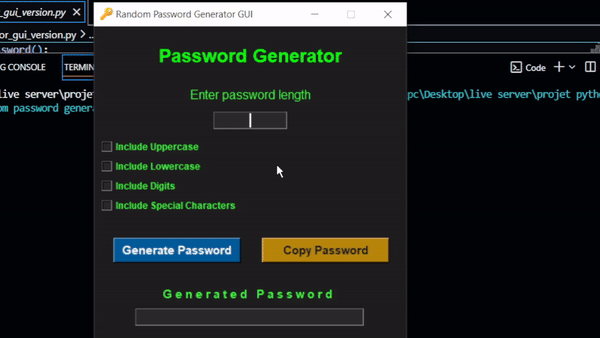 _gui_version.py
Random Password Generator GUI
or_gui_version.py
ssword():
NG CONSOLE
TERM
Code
live server\projet
pc\Desktop\live server\projet pytho
om password genera
Password Generator
Enter password length
Include Uppercase
Include Lowercase
Include Digits
Include Special Characters
Generate Password
Copy Password
Generated Password